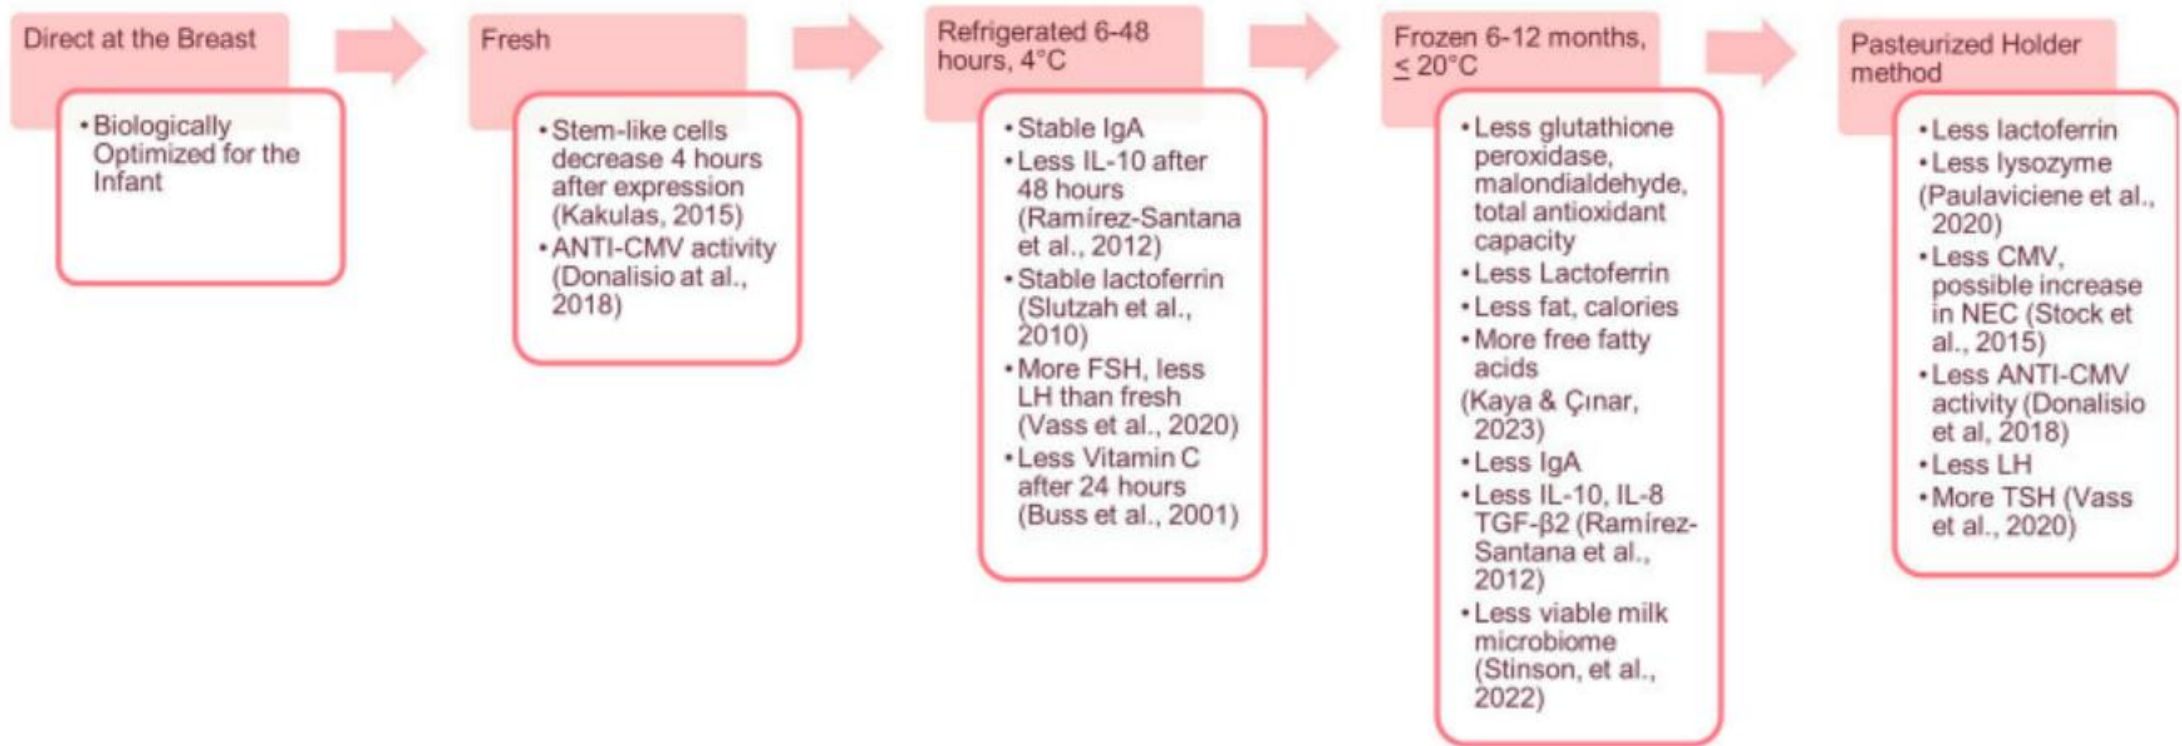 Direct at the Breast
• Biologically
Optimized for the
Infant
Fresh
• Stem-like cells
decrease 4 hours
after expression
(Kakulas, 2015)
• ANTI-CMV activity
(Donalisio at al.,
2018)
Refrigerated 6-48
hours, 4°C
• Stable IgA
• Less IL-10 after
48 hours
(Ramírez-Santana
et al., 2012)
• Stable lactoferrin
(Slutzah et al.,
2010)
• More FSH, less
LH than fresh
(Vass et al., 2020)
• Less Vitamin C
after 24 hours
(Buss et al., 2001)
Frozen 6-12 months,
≤ 20°C
• Less glutathione
peroxidase,
malondialdehyde,
total antioxidant
capacity
• Less Lactoferrin
• Less fat, calories
• More free fatty
acids
(Kaya & Çınar,
2023)
• Less IgA
• Less IL-10, IL-8
TGF-β2 (Ramírez-
Santana et al.,
2012)
• Less viable milk
microbiome
(Stinson, et al.,
2022)
Pasteurized Holder
method
• Less lactoferrin
• Less lysozyme
(Paulaviciene et al.,
2020)
• Less CMV,
possible increase
in NEC (Stock et
al., 2015)
• Less ANTI-CMV
activity (Donalisio
et al, 2018)
• Less LH
• More TSH (Vass
et al., 2020)